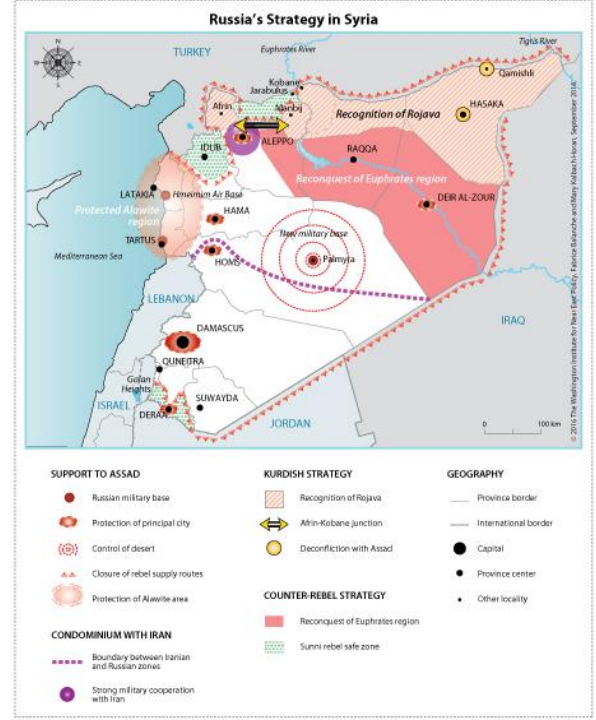 Russia's Strategy in Syria
N
W
E
S
TURKEY
Euphrates River
Tigris River
Kobane
Jarabulus
Qamishli
Afrin
Manbij
Recognition of Rojava
HASAKA
ALEPPO
IDLIB
RAQQA
Reconquest of Euphrates region
LATAKIA
Hmeimim Air Base
DEIR AL-ZOUR
Protected Alawite
region
HAMA
New military base
TARTUS
Palmyra
Mediterranean Sea
HOMS
LEBANON
IRAQ
DAMASCUS
QUNEITRA
Golan
Heights
ISRAEL
SUWAYDA
DERAA
JORDAN
0 100 km
© 2016 The Washington Institute for Near East Policy. Fabrice Balanche and Mary Kalbach Horan, September 2016.
SUPPORT TO ASSAD
Russian military base
Protection of principal city
Control of desert
Closure of rebel supply routes
Protection of Alawite area
CONDOMINIUM WITH IRAN
Boundary between Iranian
and Russian zones
Strong military cooperation
with Iran
KURDISH STRATEGY
Recognition of Rojava
Afrin-Kobane junction
Deconfliction with Assad
COUNTER-REBEL STRATEGY
Reconquest of Euphrates region
Sunni rebel safe zone
GEOGRAPHY
Province border
International border
Capital
Province center
Other locality